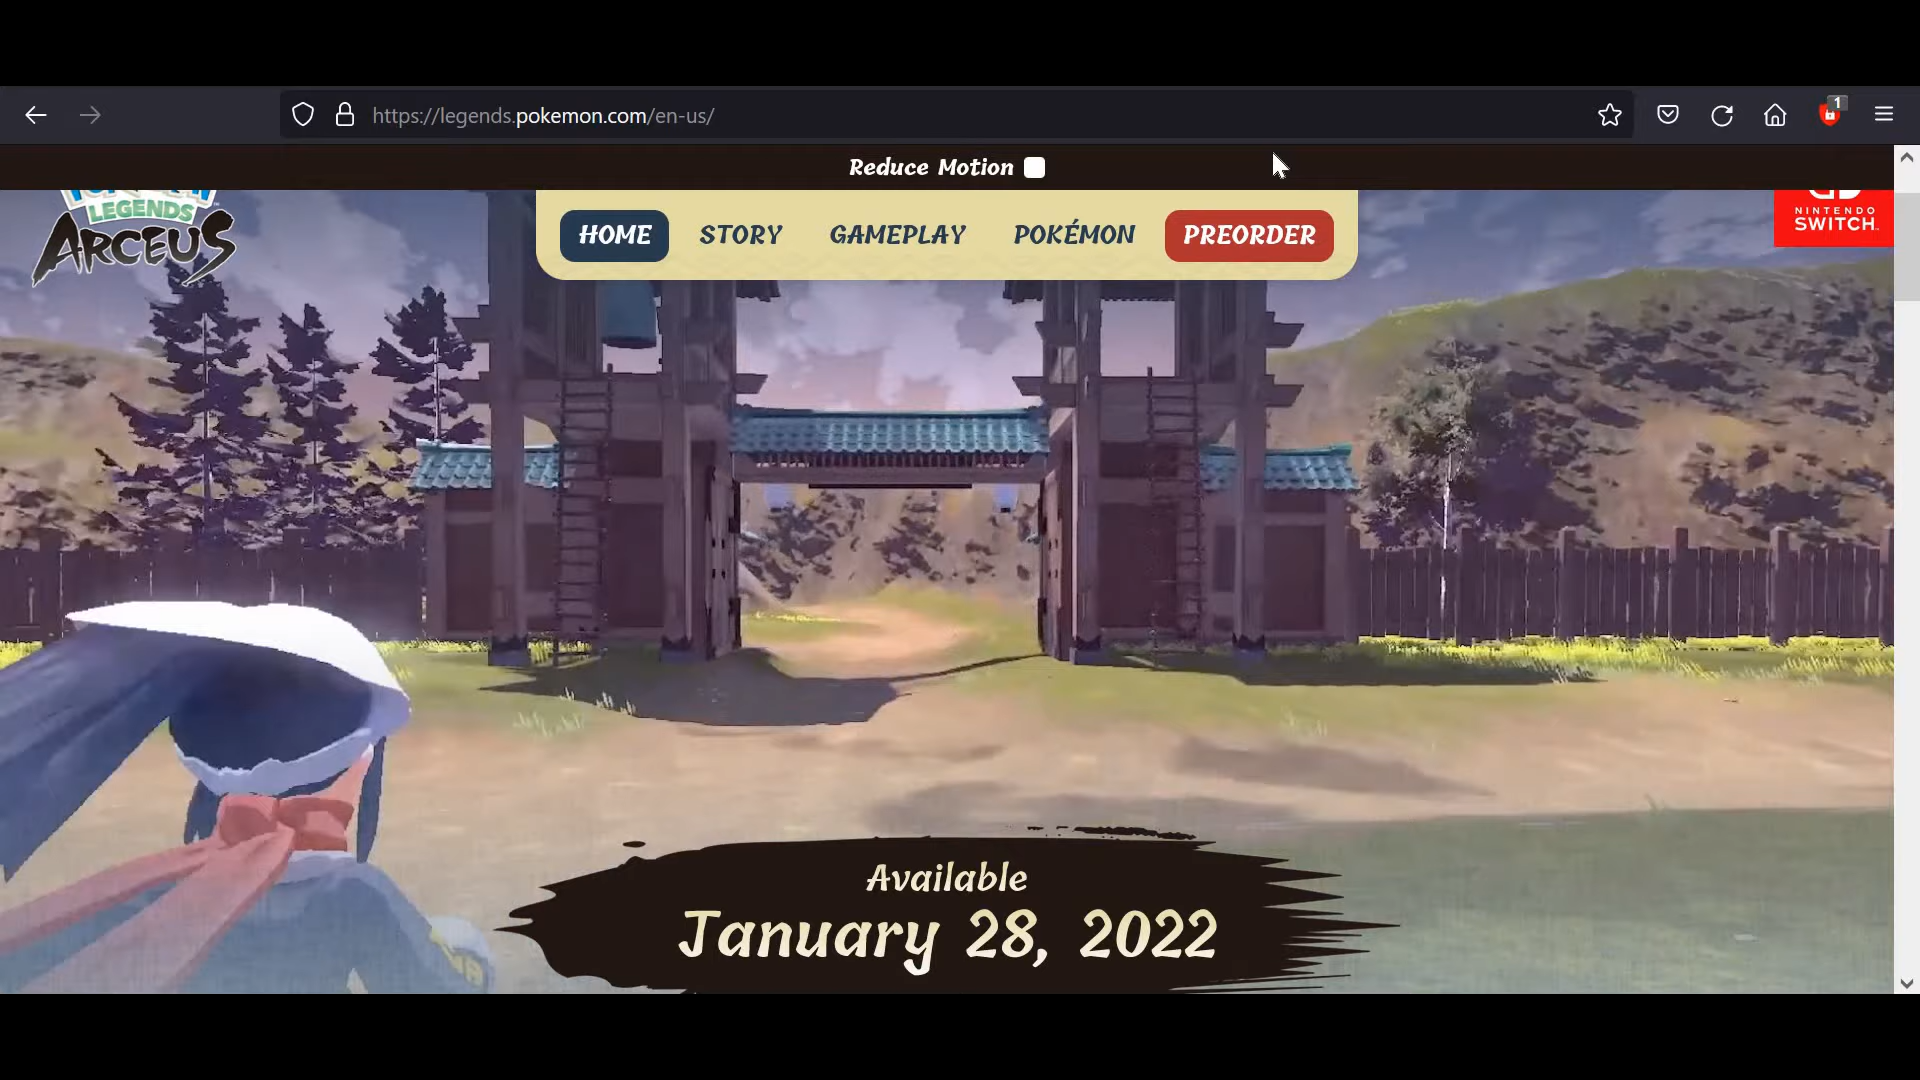 https://legends.pokemon.com/en-us/
1
Reduce Motion
LEGENDS
ARCEUS
HOME
STORY
GAMEPLAY
POKÉMON
PREORDER
NINTENDO
SWITCH
Available
January 28, 2022